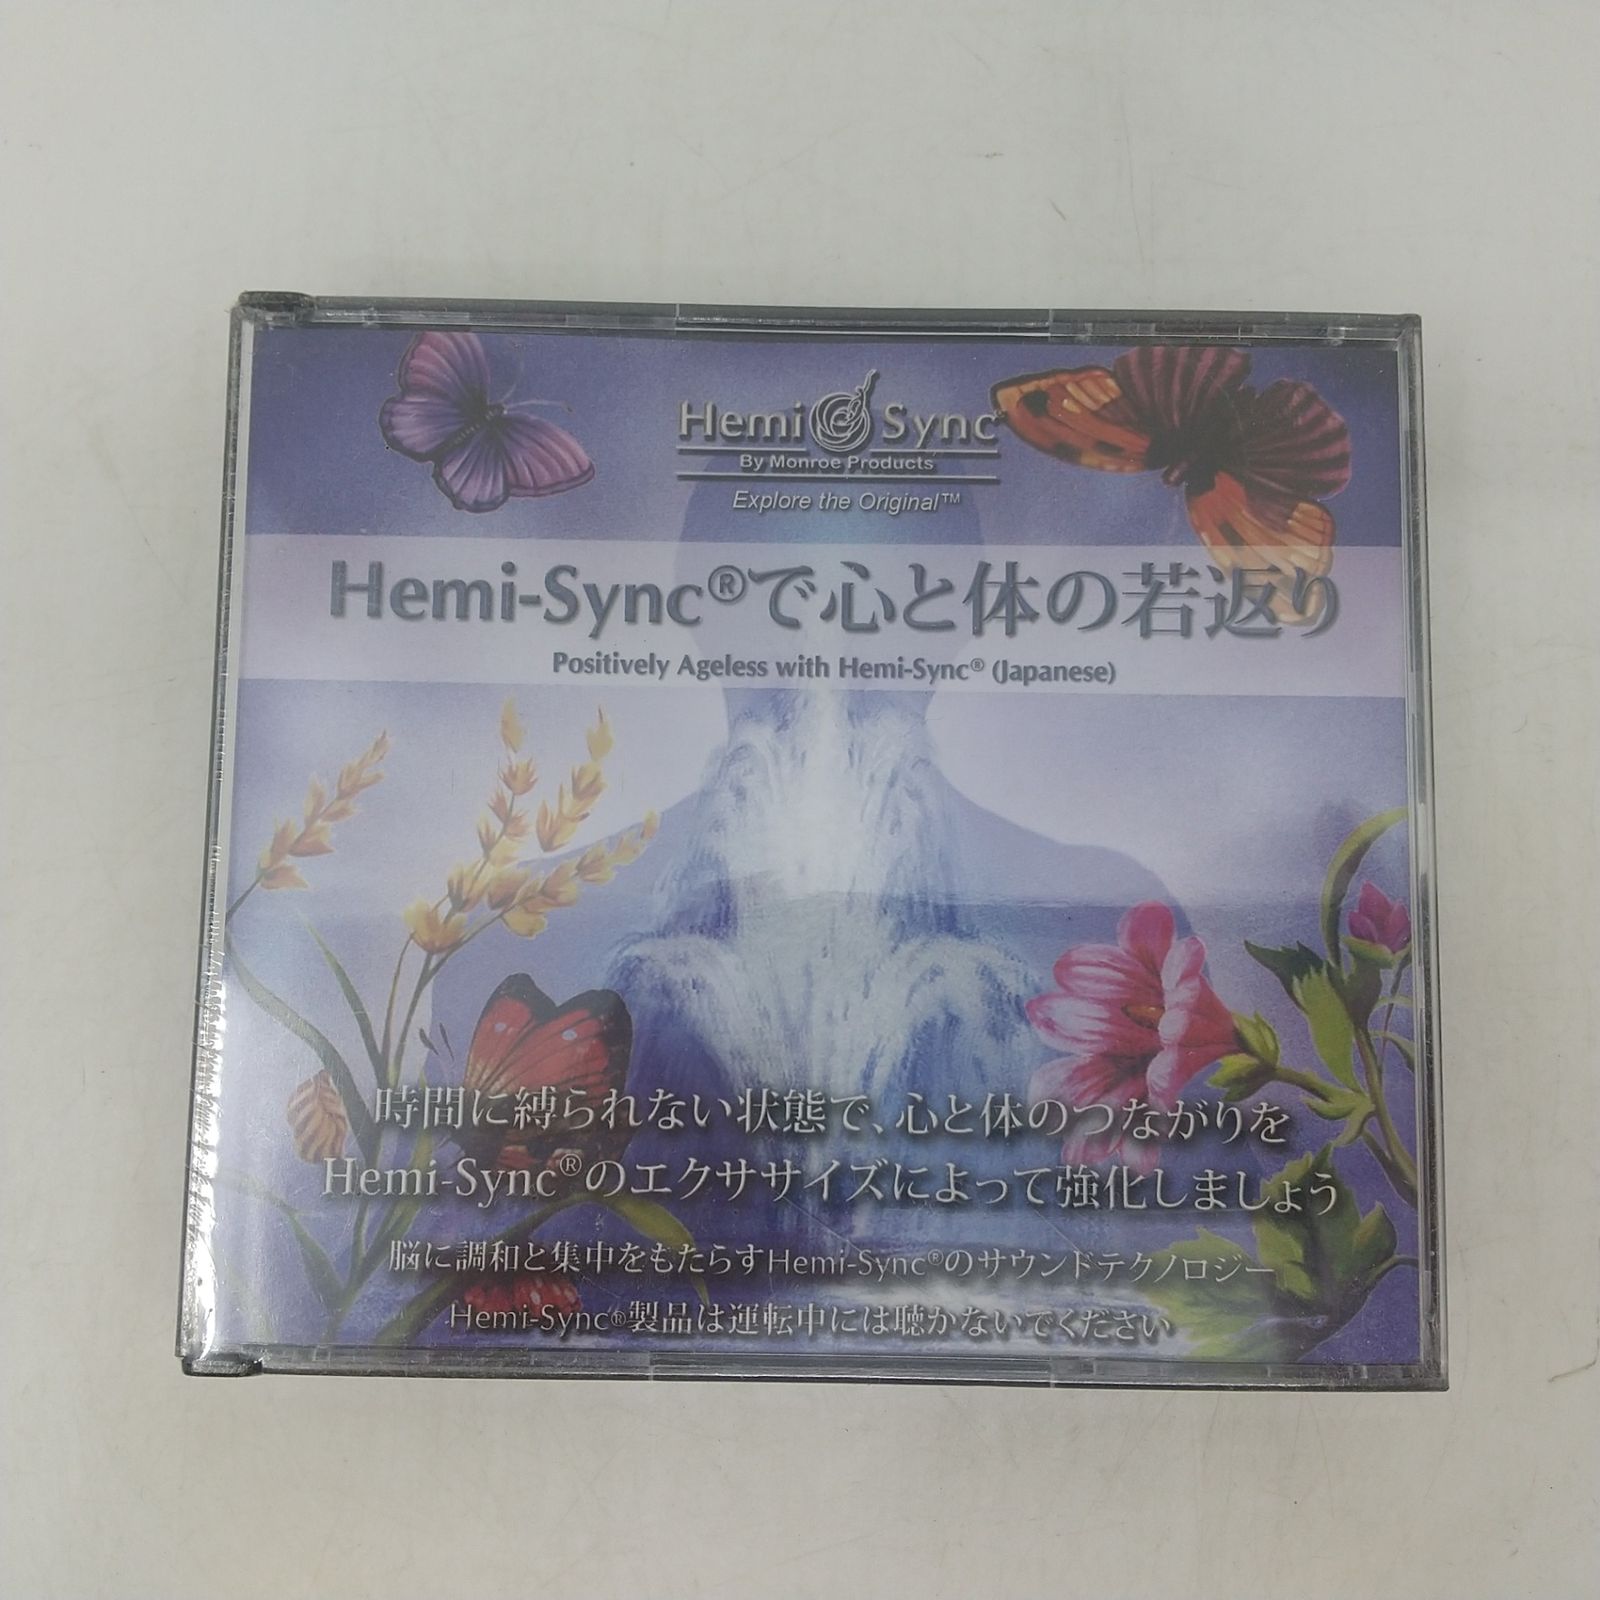 Hemi Sync®
By Monroe Products
Explore the Original™
Hemi-Sync®で心と体の若返り
Positively Ageless with Hemi-Sync® (Japanese)
時間に縛られない状態で、心と体のつながりを
Hemi-Sync®のエクササイズによって強化しましょう
脳に調和と集中をもたらすHemi-Sync®のサウンドテクノロジー
Hemi-Sync®製品は運転中には聴かないでください